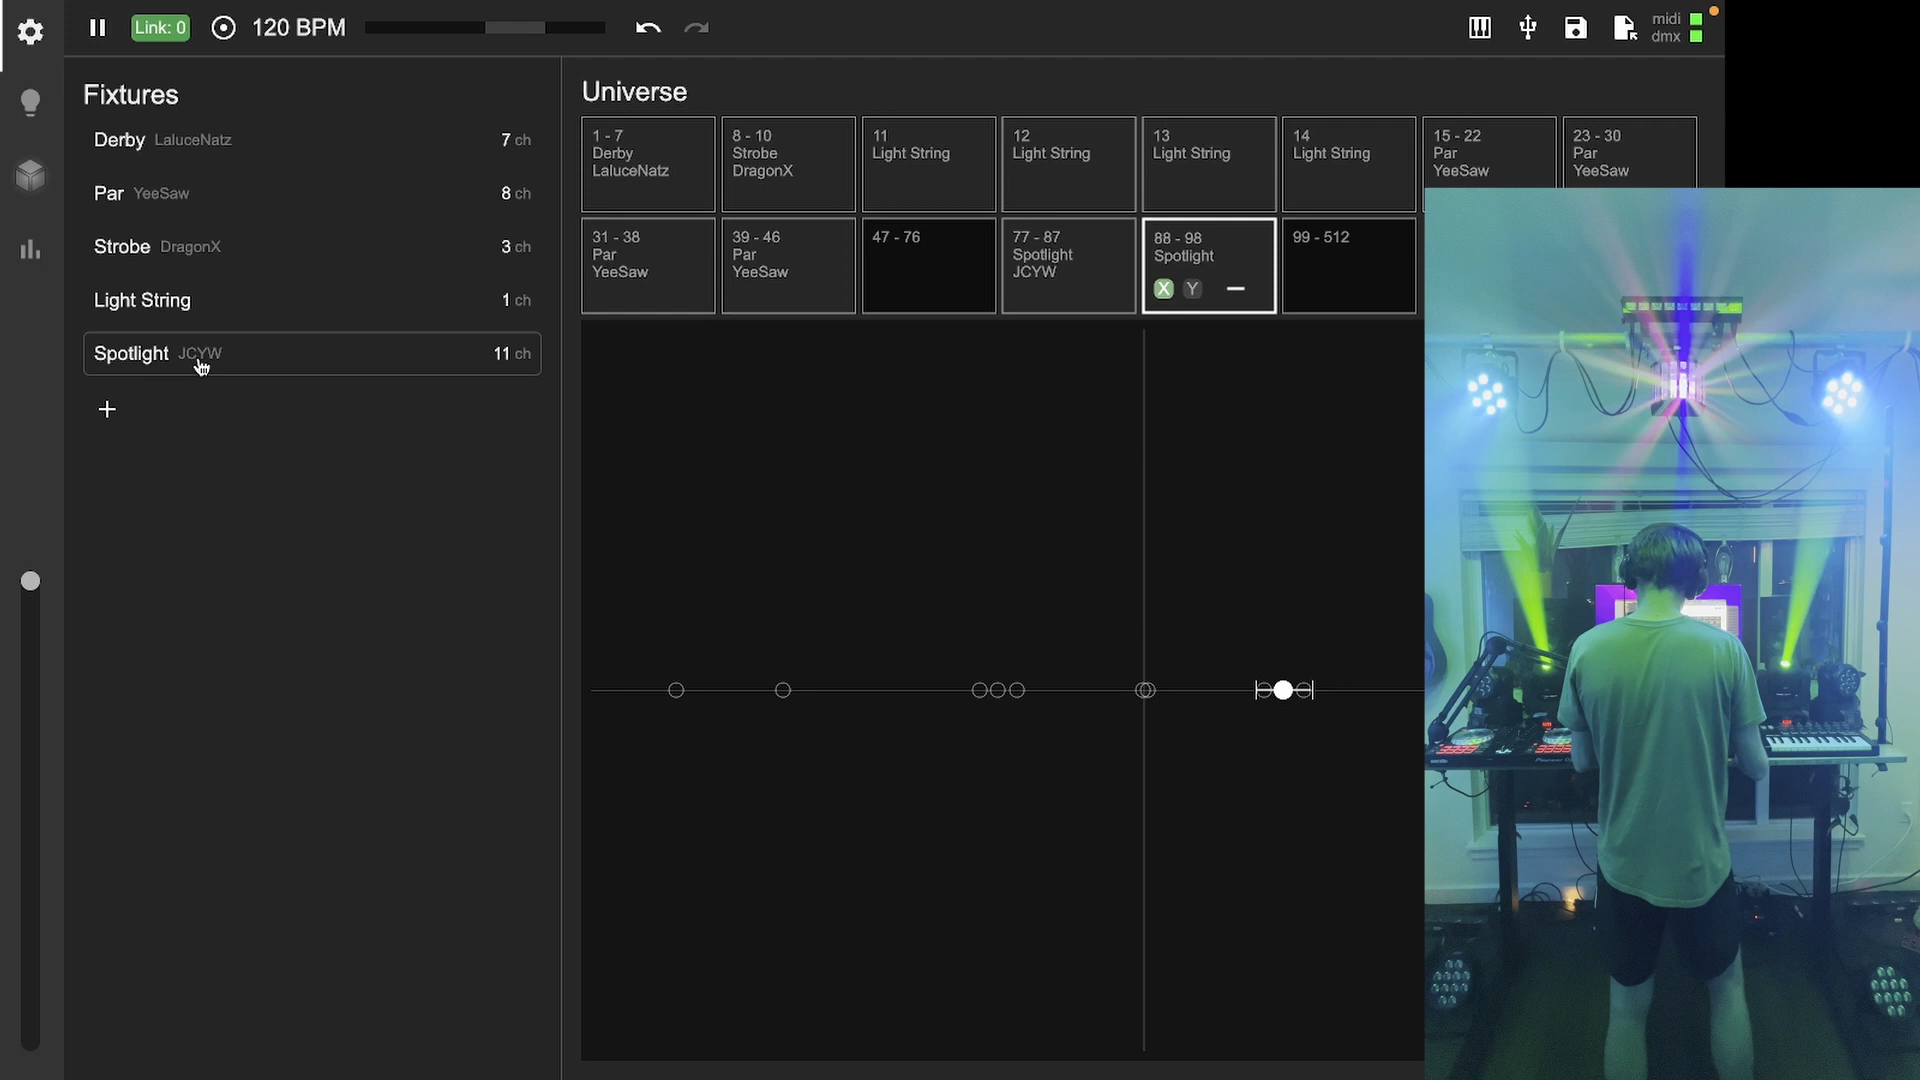 Link: 0
120 BPM
midi
dmx
Fixtures
Derby LaluceNatz 7 ch
Par YeeSaw 8 ch
Strobe DragonX 3 ch
Light String 1 ch
Spotlight JCYW 11 ch
+
Universe
1 - 7
Derby
LaluceNatz
8 - 10
Strobe
DragonX
11
Light String
12
Light String
13
Light String
14
Light String
15 - 22
Par
YeeSaw
23 - 30
Par
YeeSaw
31 - 38
Par
YeeSaw
39 - 46
Par
YeeSaw
47 - 76
77 - 87
Spotlight
JCYW
88 - 98
Spotlight
X Y
99 - 512